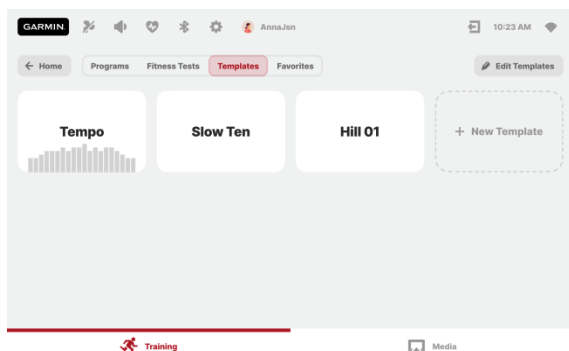 GARMIN AnnaJsn 10:23 AM
Home Programs Fitness Tests Templates Favorites Edit Templates
Tempo Slow Ten Hill 01 + New Template
Training Media